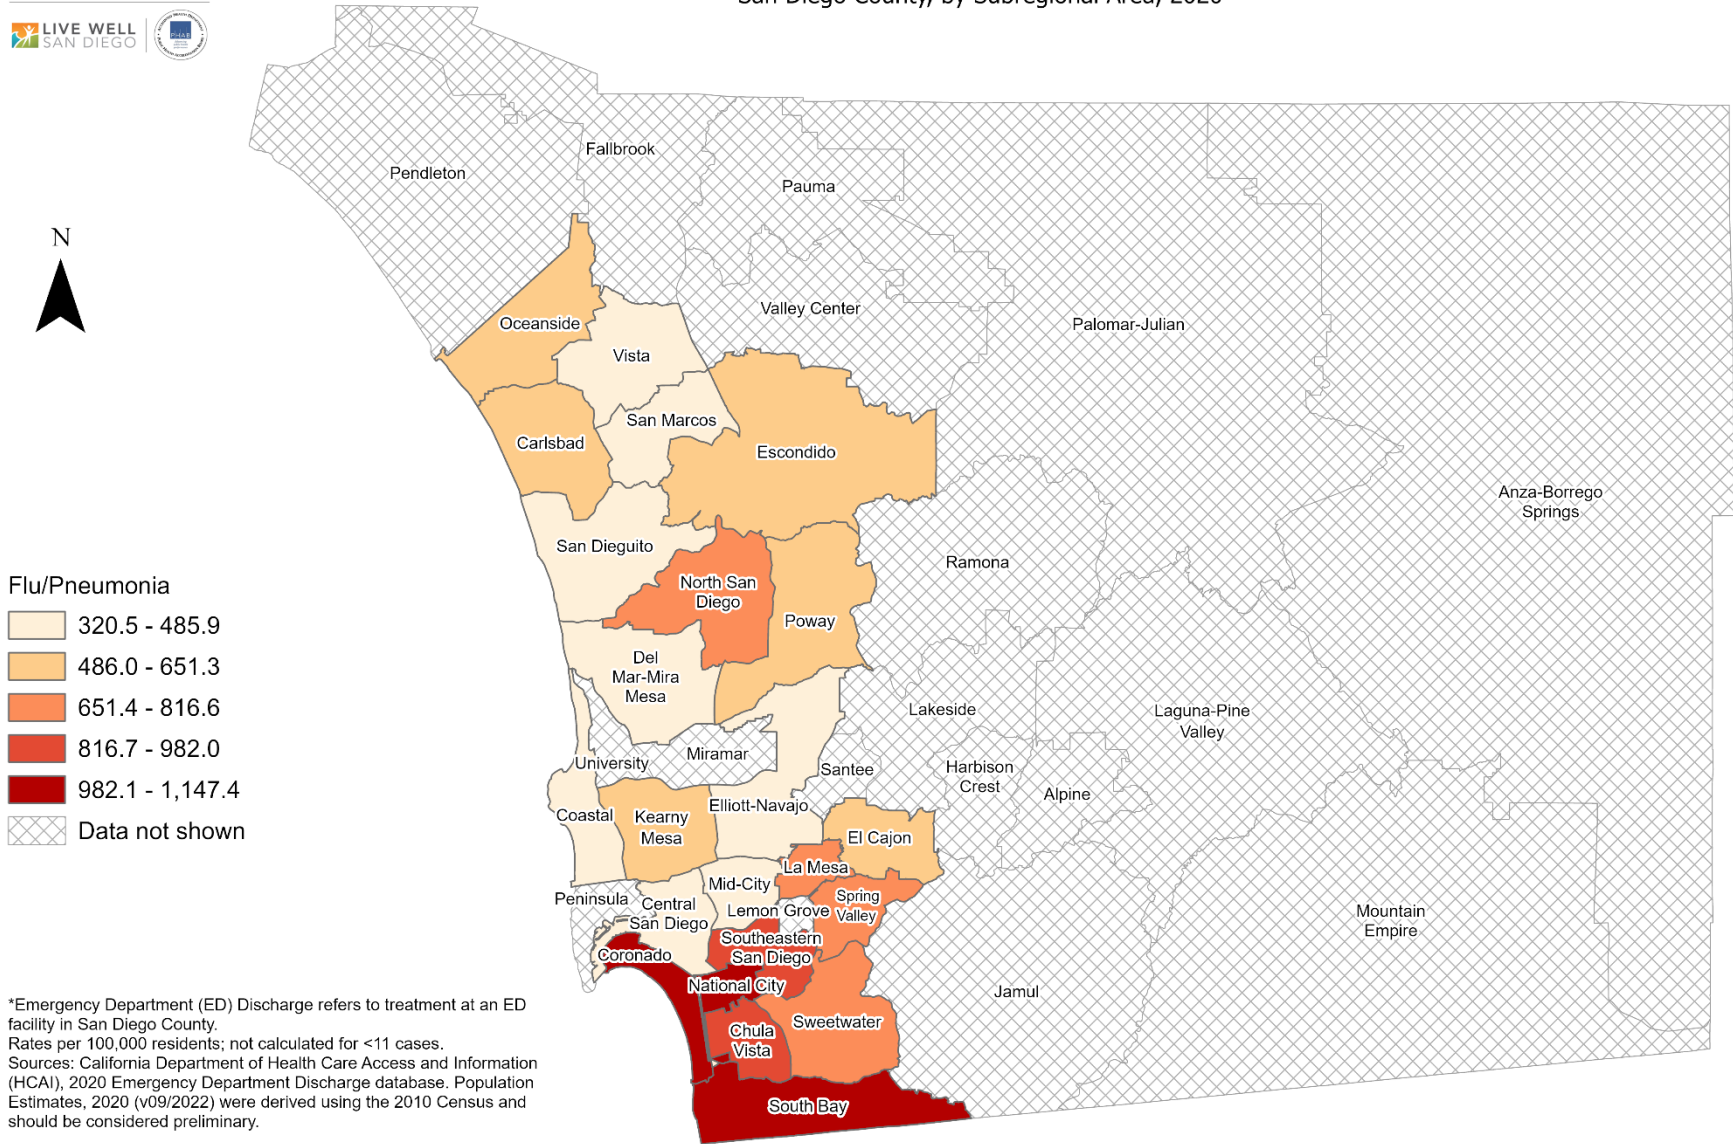 San Diego County, by Subregional Area, 2020
LIVE WELL
SAN DIEGO
PHAB
N
Fallbrook
Pendleton
Pauma
Valley Center
Oceanside
Palomar-Julian
Vista
San Marcos
Carlsbad
Escondido
Anza-Borrego
Springs
San Dieguito
Ramona
North San
Diego
Poway
Del
Mar-Mira
Mesa
Lakeside
Laguna-Pine
Valley
Miramar
University
Santee
Harbison
Crest
Alpine
Elliott-Navajo
Coastal
Kearny
Mesa
El Cajon
La Mesa
Mid-City
Peninsula
Central
San Diego
Lemon Grove
Spring
Valley
Mountain
Empire
Southeastern
San Diego
Coronado
National City
Jamul
Sweetwater
Chula
Vista
South Bay
Flu/Pneumonia
320.5 - 485.9
486.0 - 651.3
651.4 - 816.6
816.7 - 982.0
982.1 - 1,147.4
Data not shown
*Emergency Department (ED) Discharge refers to treatment at an ED
facility in San Diego County.
Rates per 100,000 residents; not calculated for <11 cases.
Sources: California Department of Health Care Access and Information
(HCAI), 2020 Emergency Department Discharge database. Population
Estimates, 2020 (v09/2022) were derived using the 2010 Census and
should be considered preliminary.